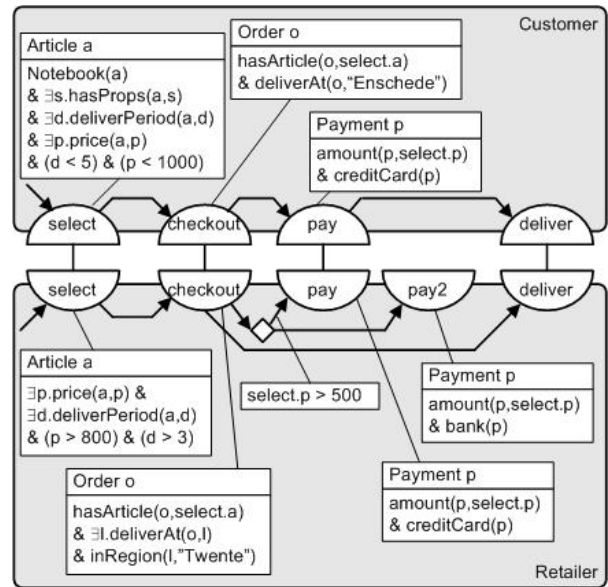 Customer
Article a
Notebook(a)
& ∃s.hasProps(a,s)
& ∃d.deliverPeriod(a,d)
& ∃p.price(a,p)
& (d < 5) & (p < 1000)
Order o
hasArticle(o,select.a)
& deliverAt(o,"Enschede")
Payment p
amount(p,select.p)
& creditCard(p)
select
checkout
pay
deliver
select
checkout
pay
pay2
deliver
Article a
∃p.price(a,p) &
∃d.deliverPeriod(a,d)
& (p > 800) & (d > 3)
select.p > 500
Payment p
amount(p,select.p)
& bank(p)
Order o
hasArticle(o,select.a)
& ∃l.deliverAt(o,l)
& inRegion(l,"Twente")
Payment p
amount(p,select.p)
& creditCard(p)
Retailer